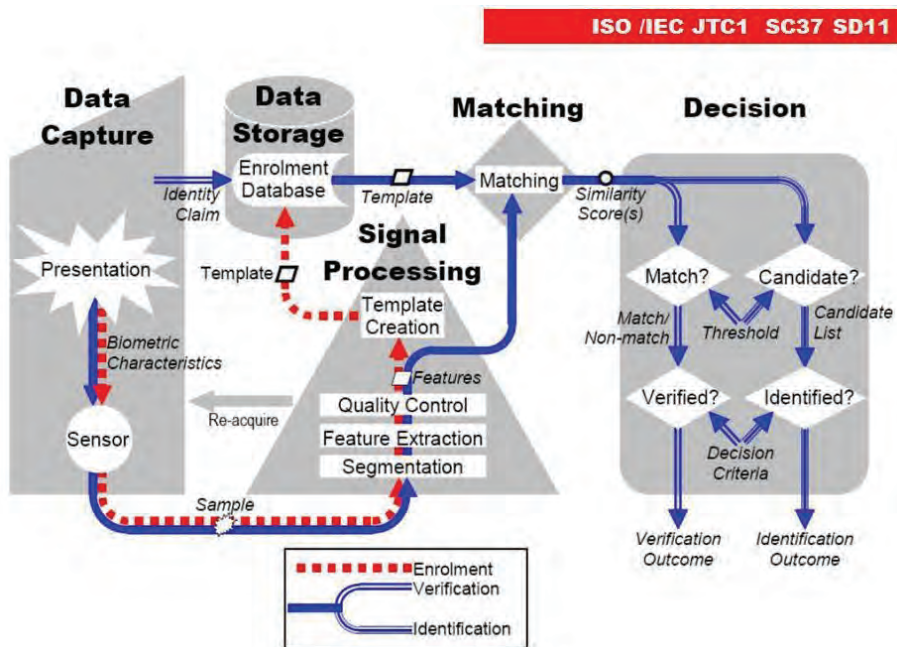 ISO /IEC JTC1 SC37 SD11
Data
Capture
Data
Storage
Matching
Decision
Enrolment
Database
Identity
Claim
Template
Matching
Similarity
Score(s)
Signal
Processing
Presentation
Template
Template
Creation
Match?
Candidate?
Biometric
Characteristics
Match/
Non-match
Threshold
Candidate
List
Features
Re-acquire
Quality Control
Feature Extraction
Segmentation
Sensor
Verified?
Identified?
Decision
Criteria
Sample
Verification
Outcome
Identification
Outcome
Enrolment
Verification
Identification